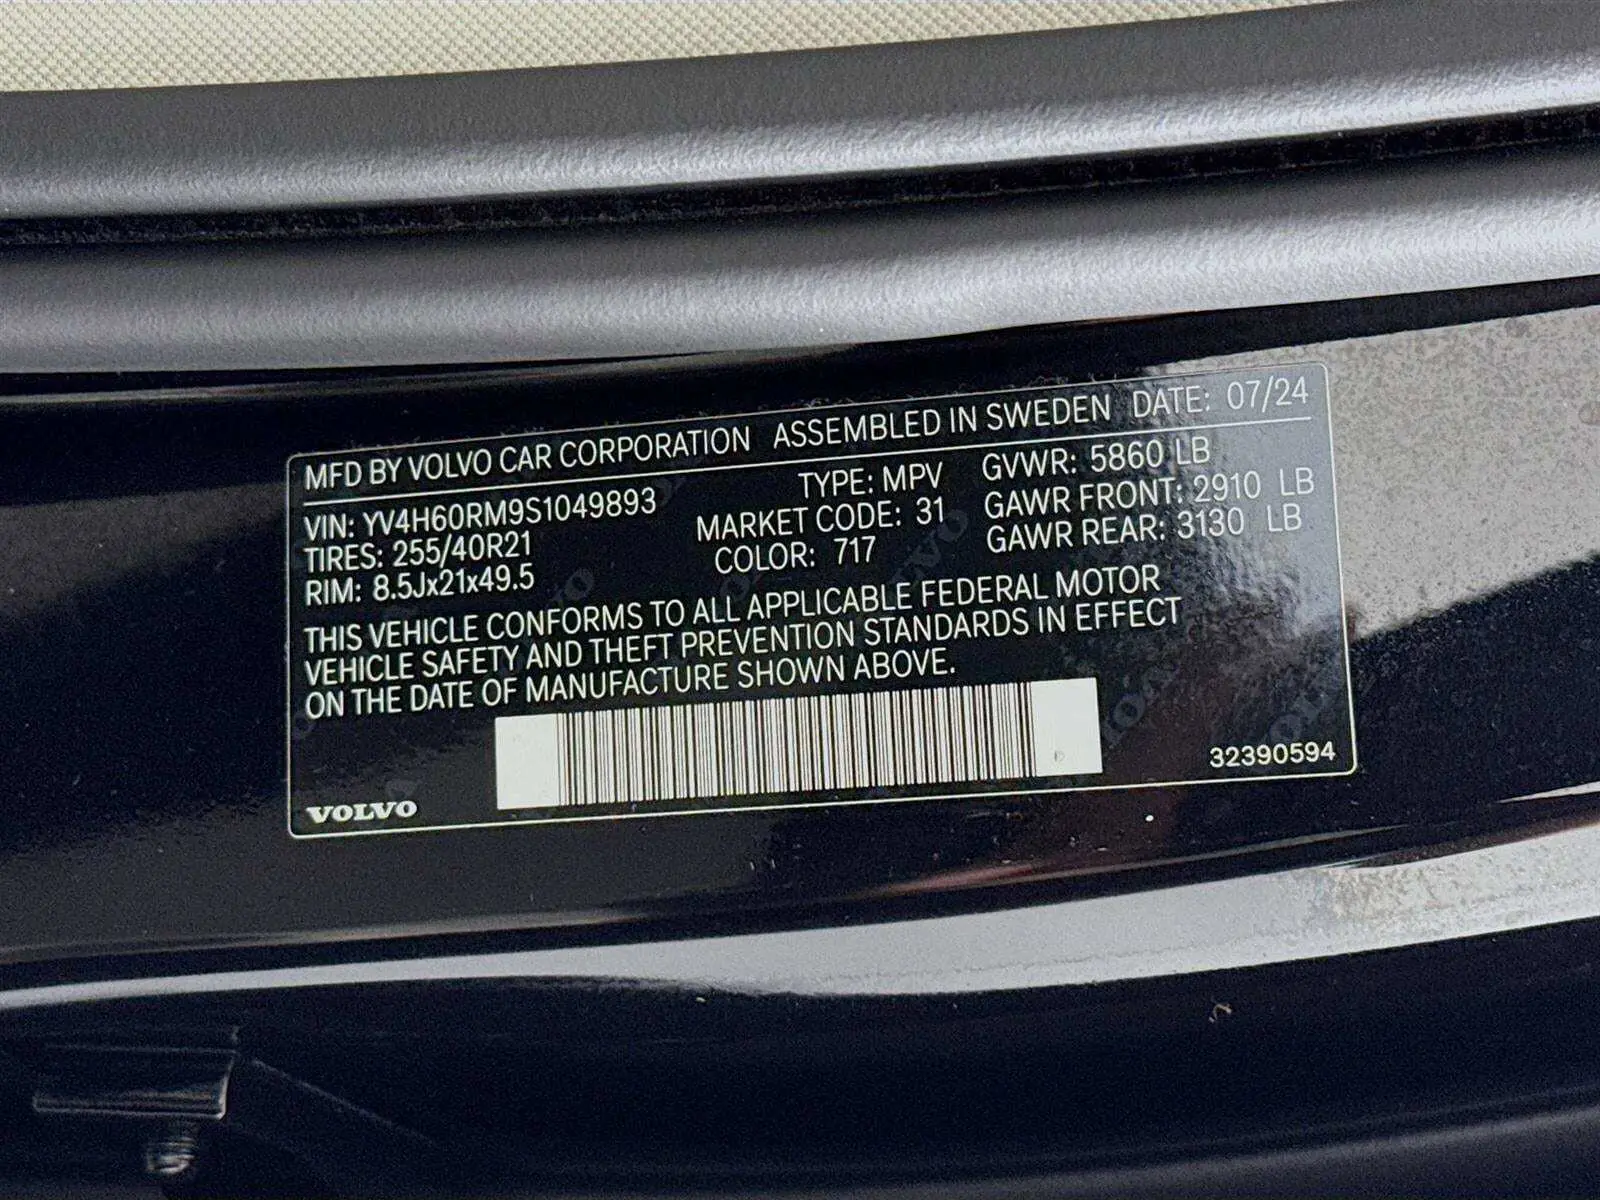 MFD BY VOLVO CAR CORPORATION ASSEMBLED IN SWEDEN DATE: 07/24
VIN: YV4H60RM9S1049893 TYPE: MPV GVWR: 5860 LB
TIRES: 255/40R21 MARKET CODE: 31 GAWR FRONT: 2910 LB
RIM: 8.5Jx21x49.5 COLOR: 717 GAWR REAR: 3130 LB
THIS VEHICLE CONFORMS TO ALL APPLICABLE FEDERAL MOTOR
VEHICLE SAFETY AND THEFT PREVENTION STANDARDS IN EFFECT
ON THE DATE OF MANUFACTURE SHOWN ABOVE.
VOLVO 32390594